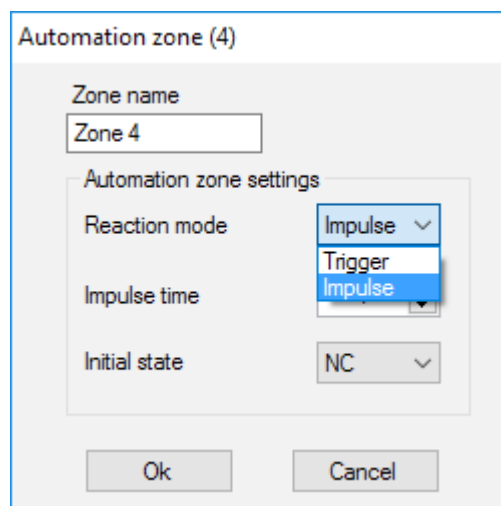 Automation zone (4)
Zone name
Zone 4
Automation zone settings
Reaction mode
Impulse
Trigger
Impulse
Impulse time
Initial state
NC
Ok
Cancel